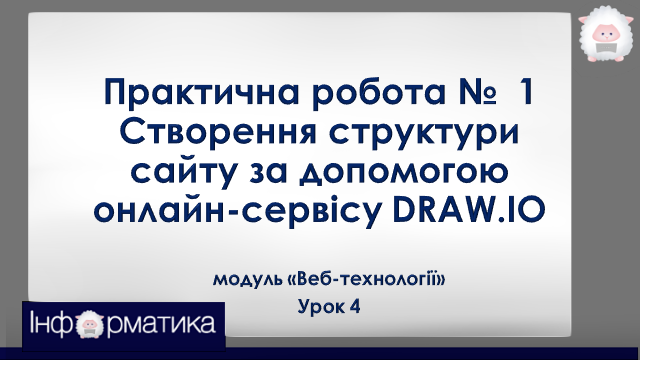 Практична робота № 1
Створення структури
сайту за допомогою
онлайн-сервісу DRAW.IO
модуль «Веб-технології»
Урок 4
Інформатика